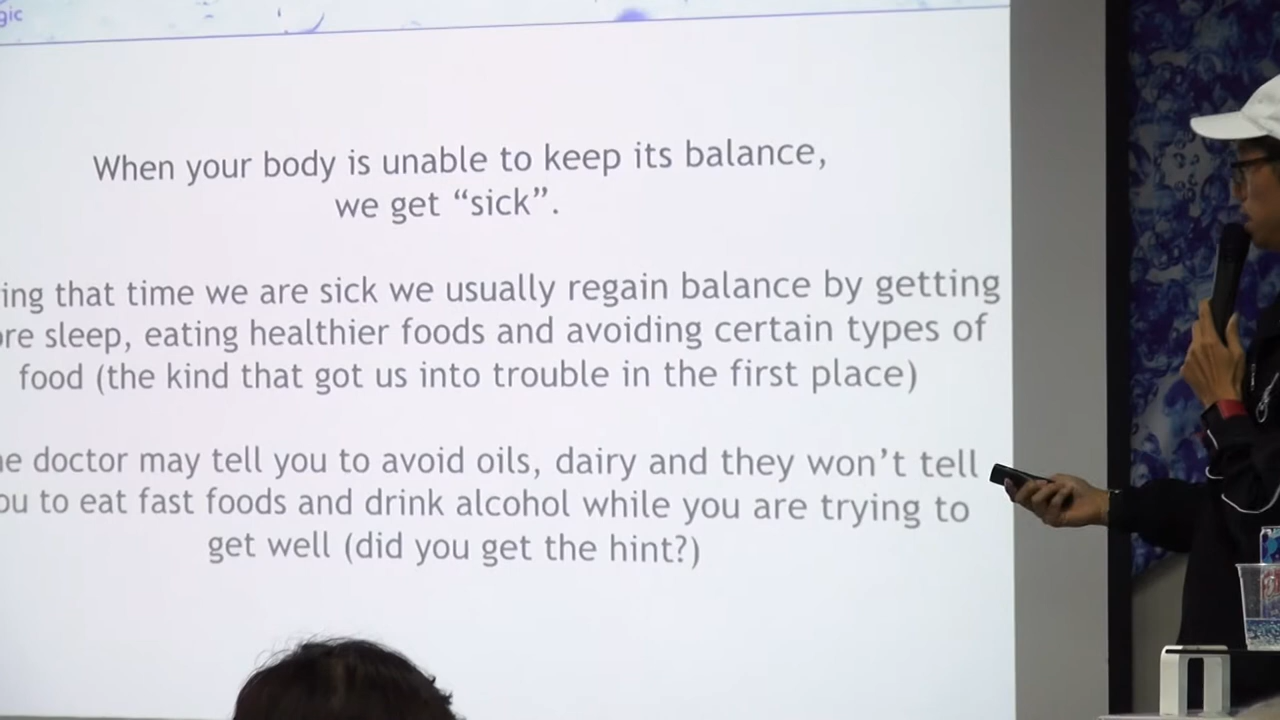 gic
When your body is unable to keep its balance,
we get “sick”.
ing that time we are sick we usually regain balance by getting
ore sleep, eating healthier foods and avoiding certain types of
food (the kind that got us into trouble in the first place)
e doctor may tell you to avoid oils, dairy and they won’t tell
ou to eat fast foods and drink alcohol while you are trying to
get well (did you get the hint?)